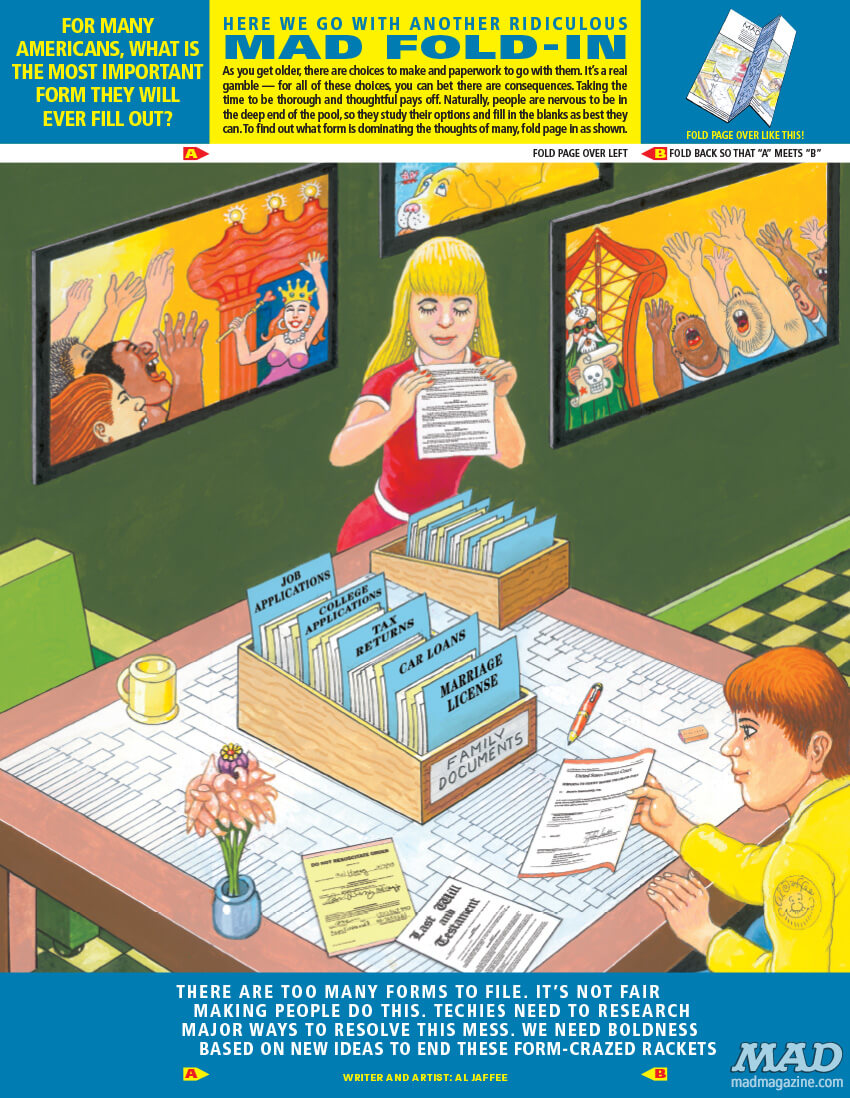 FOR MANY
AMERICANS, WHAT IS
THE MOST IMPORTANT
FORM THEY WILL
EVER FILL OUT?
HERE WE GO WITH ANOTHER RIDICULOUS
MAD FOLD-IN
As you get older, there are choices to make and paperwork to go with them. It's a real
gamble — for all of these choices, you can bet there are consequences. Taking the
time to be thorough and thoughtful pays off. Naturally, people are nervous to be in
the deep end of the pool, so they study their options and fill in the blanks as best they
can. To find out what form is dominating the thoughts of many, fold page in as shown.
FOLD PAGE OVER LIKE THIS!
A
FOLD PAGE OVER LEFT
B
FOLD BACK SO THAT "A" MEETS "B"
JOB
APPLICATIONS
COLLEGE
APPLICATIONS
TAX
RETURNS
CAR LOANS
MARRIAGE
LICENSE
FAMILY
DOCUMENTS
United States District Court
DO NOT RESUSCITATE ORDER
Last Will
and
Testament
THERE ARE TOO MANY FORMS TO FILE. IT'S NOT FAIR
MAKING PEOPLE DO THIS. TECHIES NEED TO RESEARCH
MAJOR WAYS TO RESOLVE THIS MESS. WE NEED BOLDNESS
BASED ON NEW IDEAS TO END THESE FORM-CRAZED RACKETS
A
WRITER AND ARTIST: AL JAFFEE
B
MAD
madmagazine.com